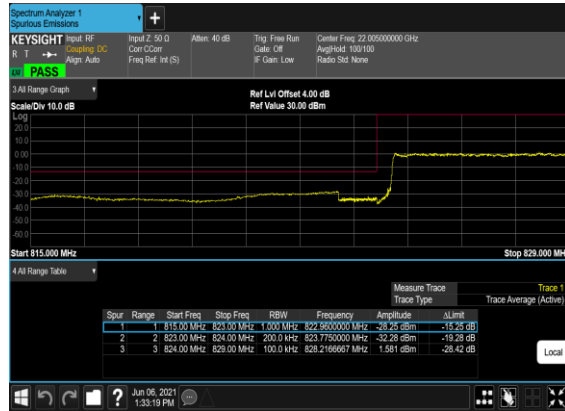 Spectrum Analyzer 1
Spurious Emissions
KEYSIGHT Input: RF Input Z: 50 Ω Atten: 40 dB Trig: Free Run Center Freq: 22.005000000 GHz
R T Coupling: DC Corr CCorr Gate: Off Avg|Hold: 100/100
Align: Auto Freq Ref: Int (S) IF Gain: Low Radio Std: None
PASS
3 All Range Graph
Ref Lvl Offset 4.00 dB
Scale/Div 10.0 dB Ref Value 30.00 dBm
Log
20.0
10.0
0.00
-10.0
-20.0
-30.0
-40.0
-50.0
-60.0
Start 815.000 MHz Stop 829.000 MHz
4 All Range Table
Measure Trace Trace 1
Trace Type Trace Average (Active)
Spur Range Start Freq Stop Freq RBW Frequency Amplitude ΔLimit
1 1 815.00 MHz 823.00 MHz 1.000 MHz 822.9600000 MHz -28.25 dBm -15.25 dB
2 2 823.00 MHz 824.00 MHz 200.0 kHz 823.7750000 MHz -32.28 dBm -19.28 dB
3 3 824.00 MHz 829.00 MHz 100.0 kHz 828.2166667 MHz 1.581 dBm -28.42 dB
Local
Jun 06, 2021
1:33:19 PM